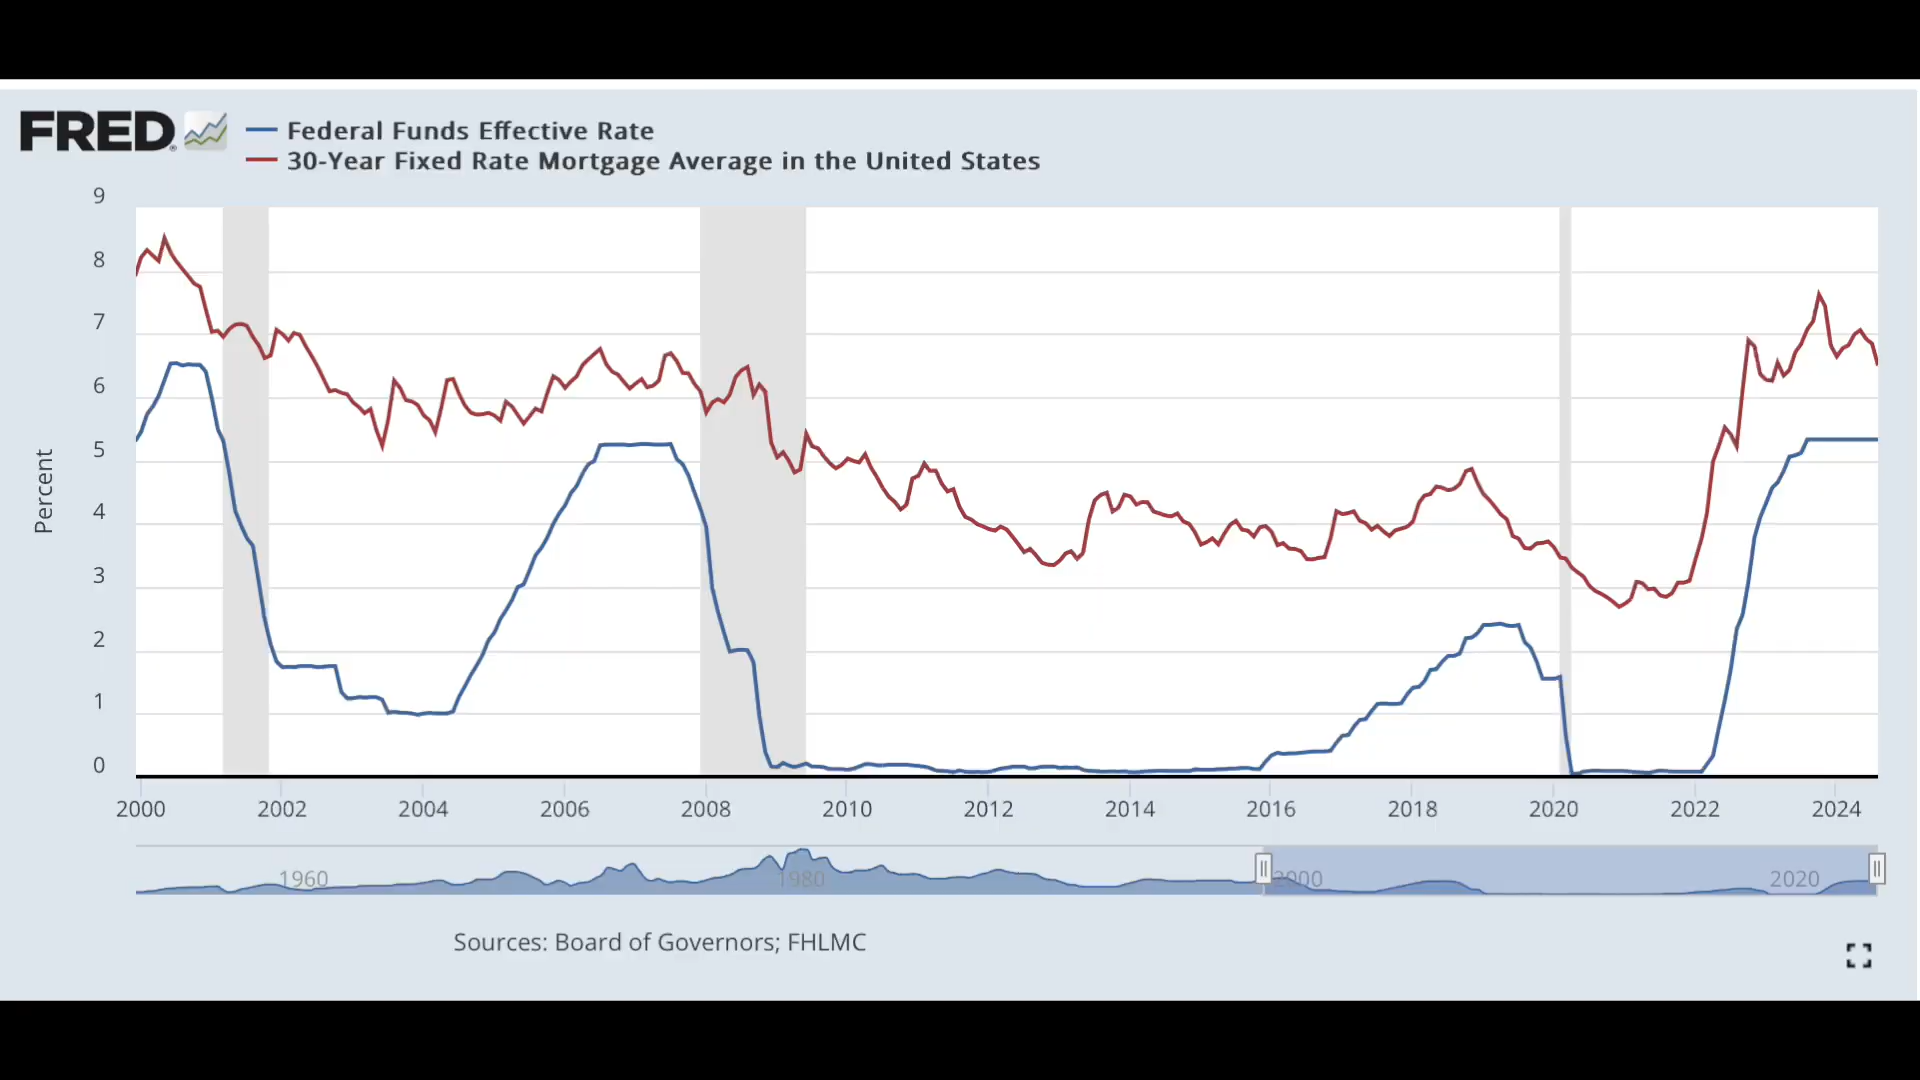 FRED
Federal Funds Effective Rate
30-Year Fixed Rate Mortgage Average in the United States
9
8
7
6
5
4
3
2
1
0
Percent
2000 2002 2004 2006 2008 2010 2012 2014 2016 2018 2020 2022 2024
1960 1980 2000 2020
Sources: Board of Governors; FHLMC